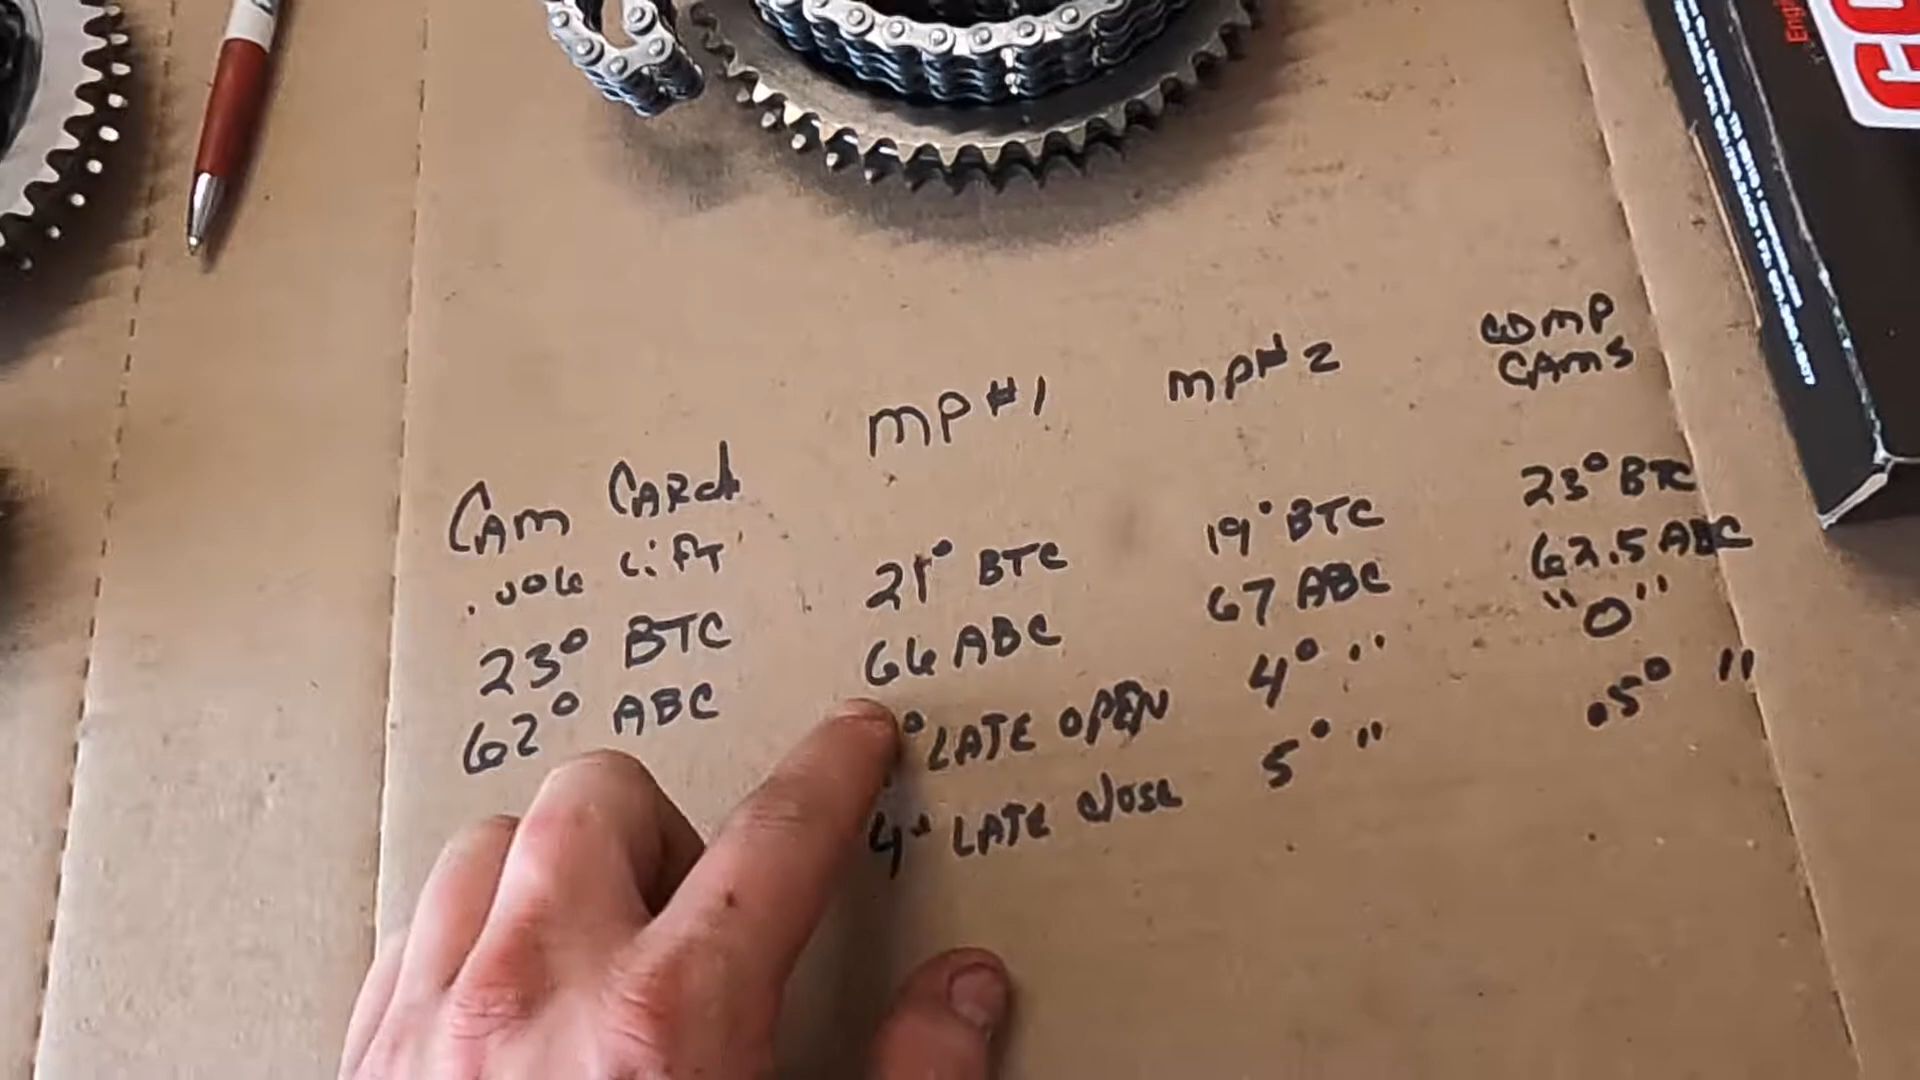 CAM CARd
.006 LiFT
23° BTC
62° ABC
MP#1
21° BTC
66 ABC
° LATE OPEN
4° LATE close
MP#2
19° BTC
67 ABC
4° "
5° "
COMP
CAMS
23° BTC
62.5 ABC
"O"
.5° "